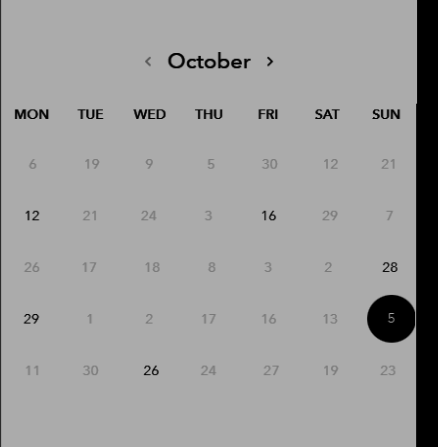 ‹ October ›
MON TUE WED THU FRI SAT SUN
6 19 9 5 30 12 21
12 21 24 3 16 29 7
26 17 18 8 3 2 28
29 1 2 17 16 13 5
11 30 26 24 27 19 23